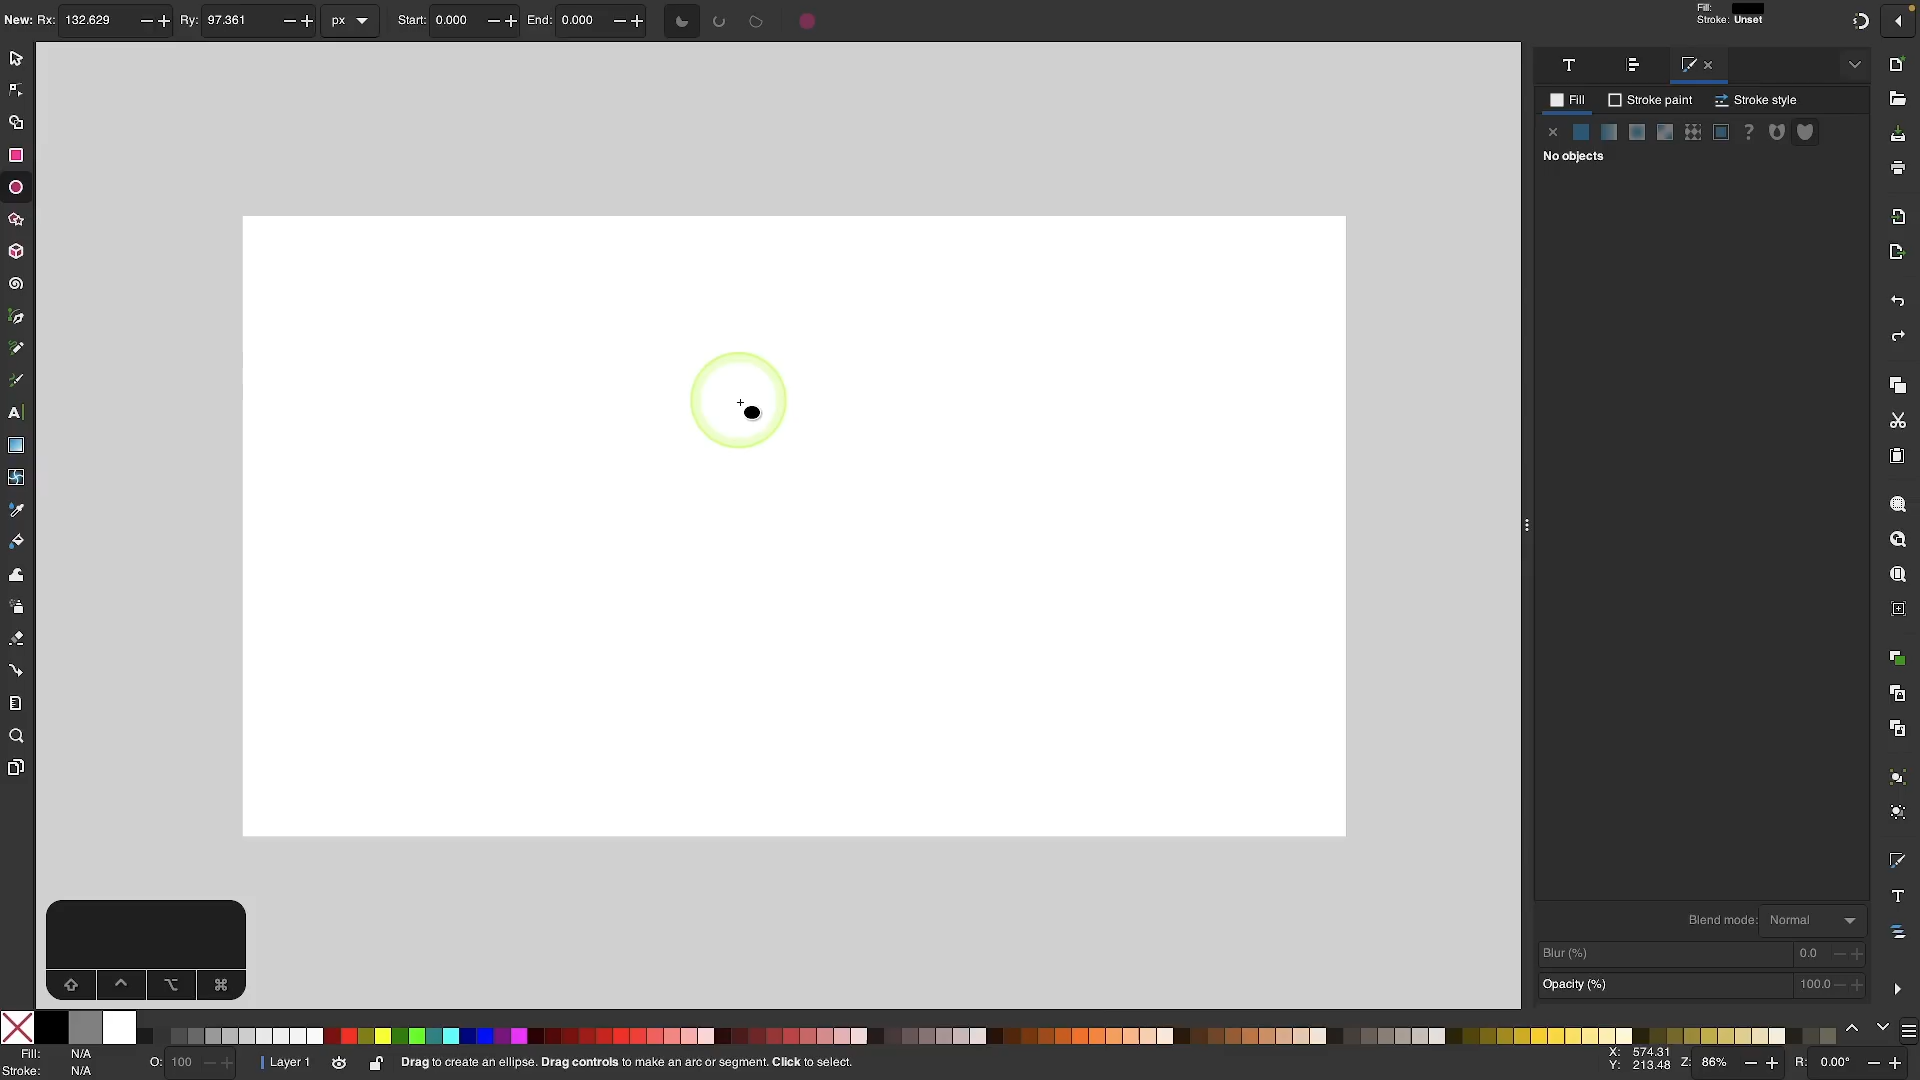 New: Rx: 132.629 Ry: 97.361 px Start: 0.000 End: 0.000
Fill:
Stroke: Unset
Fill Stroke paint Stroke style
No objects
Blend mode: Normal
Blur (%) 0.0
Opacity (%) 100.0
Fill: N/A
Stroke: N/A
O: 100
Layer 1
Drag to create an ellipse. Drag controls to make an arc or segment. Click to select.
X: 574.31
Y: 213.48
Z: 86%
R: 0.00°